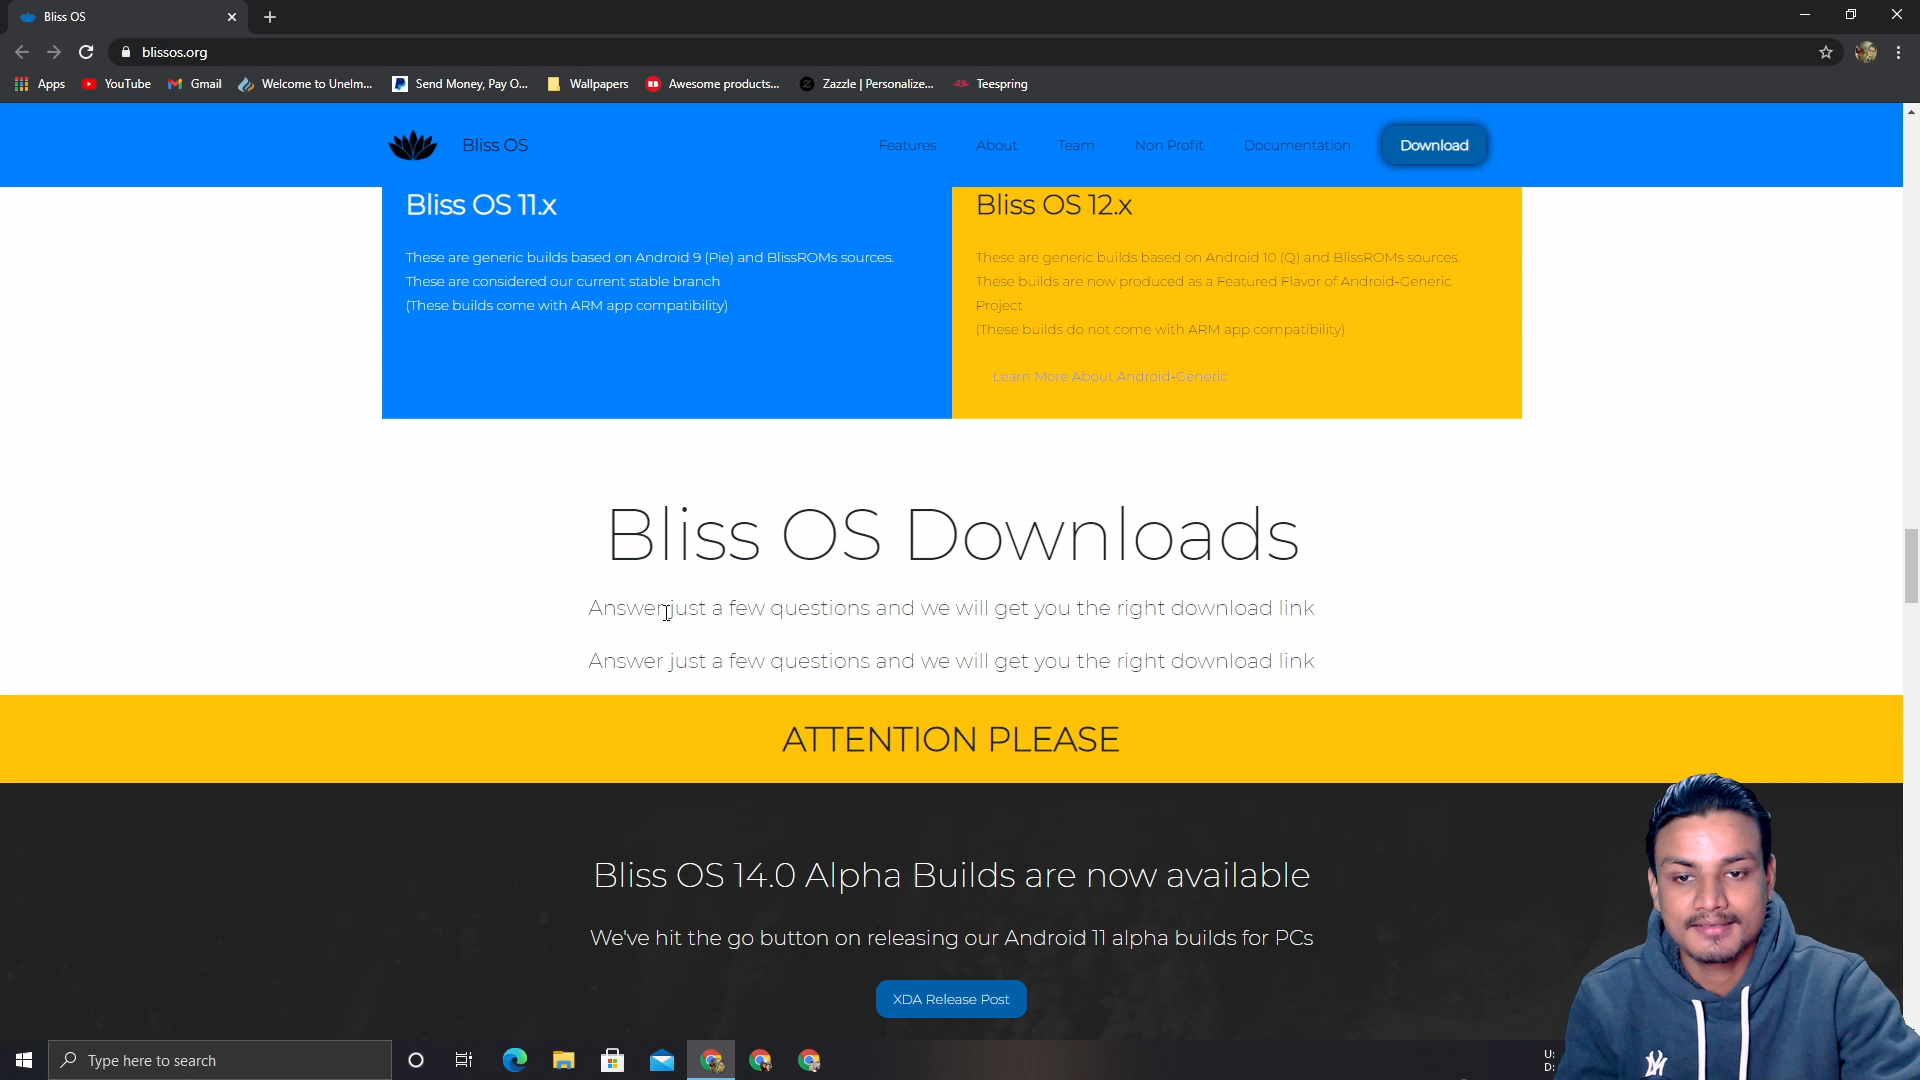 Bliss OS
blissos.org
Apps
YouTube
Gmail
Welcome to Unelm...
Send Money, Pay O...
Wallpapers
Awesome products...
Zazzle | Personalize...
Teespring
Bliss OS
Features
About
Team
Non Profit
Documentation
Download
Bliss OS 11.x
These are generic builds based on Android 9 (Pie) and BlissROMs sources.
These are considered our current stable branch
(These builds come with ARM app compatibility)
Bliss OS 12.x
These are generic builds based on Android 10 (Q) and BlissROMs sources.
These builds are now produced as a Featured Flavor of Android-Generic
Project
(These builds do not come with ARM app compatibility)
Learn More About Android-Generic
Bliss OS Downloads
Answer just a few questions and we will get you the right download link
Answer just a few questions and we will get you the right download link
ATTENTION PLEASE
Bliss OS 14.0 Alpha Builds are now available
We've hit the go button on releasing our Android 11 alpha builds for PCs
XDA Release Post
Type here to search
U:
D: